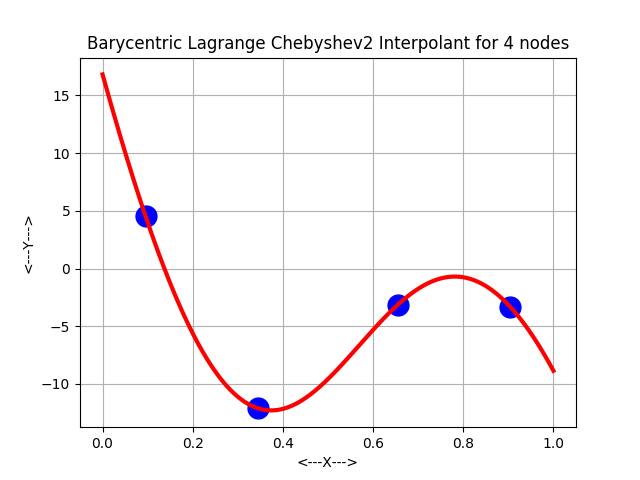 Barycentric Lagrange Chebyshev2 Interpolant for 4 nodes
15
10
5
0
−5
−10
<---Y--->
0.0 0.2 0.4 0.6 0.8 1.0
<---X--->